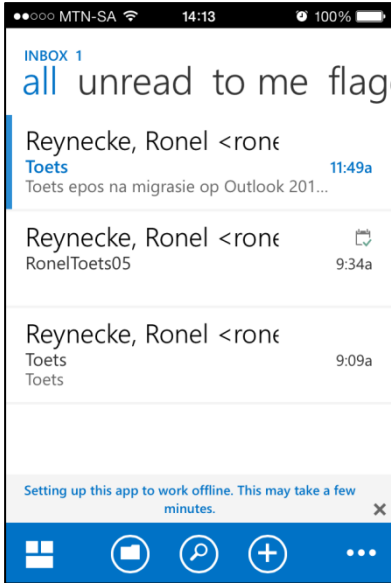 MTN-SA 14:13 100%
INBOX 1
all unread to me flag
Reynecke, Ronel <rone
Toets 11:49a
Toets epos na migrasie op Outlook 201...
Reynecke, Ronel <rone
RonelToets05 9:34a
Reynecke, Ronel <rone
Toets 9:09a
Toets
Setting up this app to work offline. This may take a few
minutes.